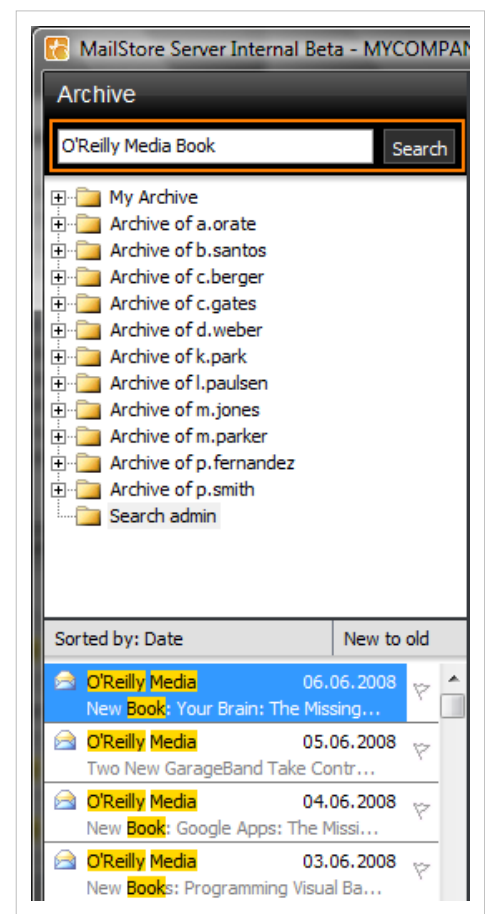 MailStore Server Internal Beta - MYCOMPAN
Archive
O'Reilly Media Book
Search
My Archive
Archive of a.orate
Archive of b.santos
Archive of c.berger
Archive of c.gates
Archive of d.weber
Archive of k.park
Archive of l.paulsen
Archive of m.jones
Archive of m.parker
Archive of p.fernandez
Archive of p.smith
Search admin
Sorted by: Date New to old
O'Reilly Media 06.06.2008
New Book: Your Brain: The Missing...
O'Reilly Media 05.06.2008
Two New GarageBand Take Contr...
O'Reilly Media 04.06.2008
New Book: Google Apps: The Missi...
O'Reilly Media 03.06.2008
New Books: Programming Visual Ba...